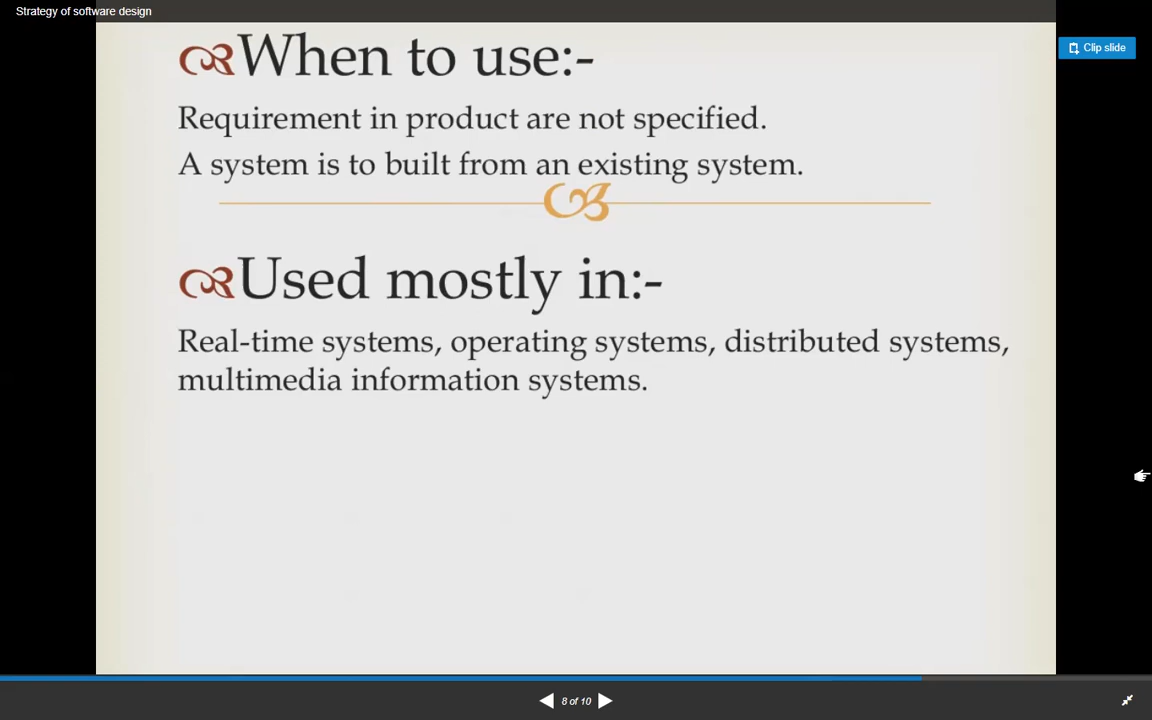 Strategy of software design
When to use:-
Clip slide
Requirement in product are not specified.
A system is to built from an existing system.
Used mostly in:-
Real-time systems, operating systems, distributed systems,
multimedia information systems.
8 of 10